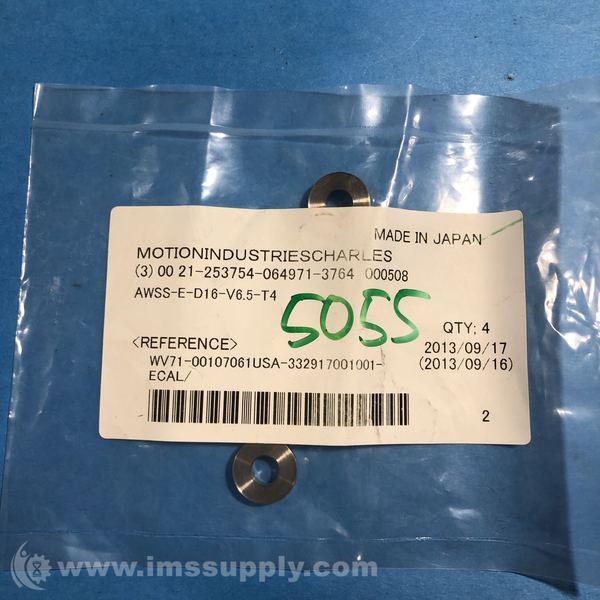 MADE IN JAPAN
MOTIONINDUSTRIESCHARLES
(3) 00 21-253754-064971-3764 000508
AWSS-E-D16-V6.5-T4
5055
QTY; 4
<REFERENCE>
2013/09/17
WV71-00107061USA-332917001001-
(2013/09/16)
ECAL/
2
www.imssupply.com